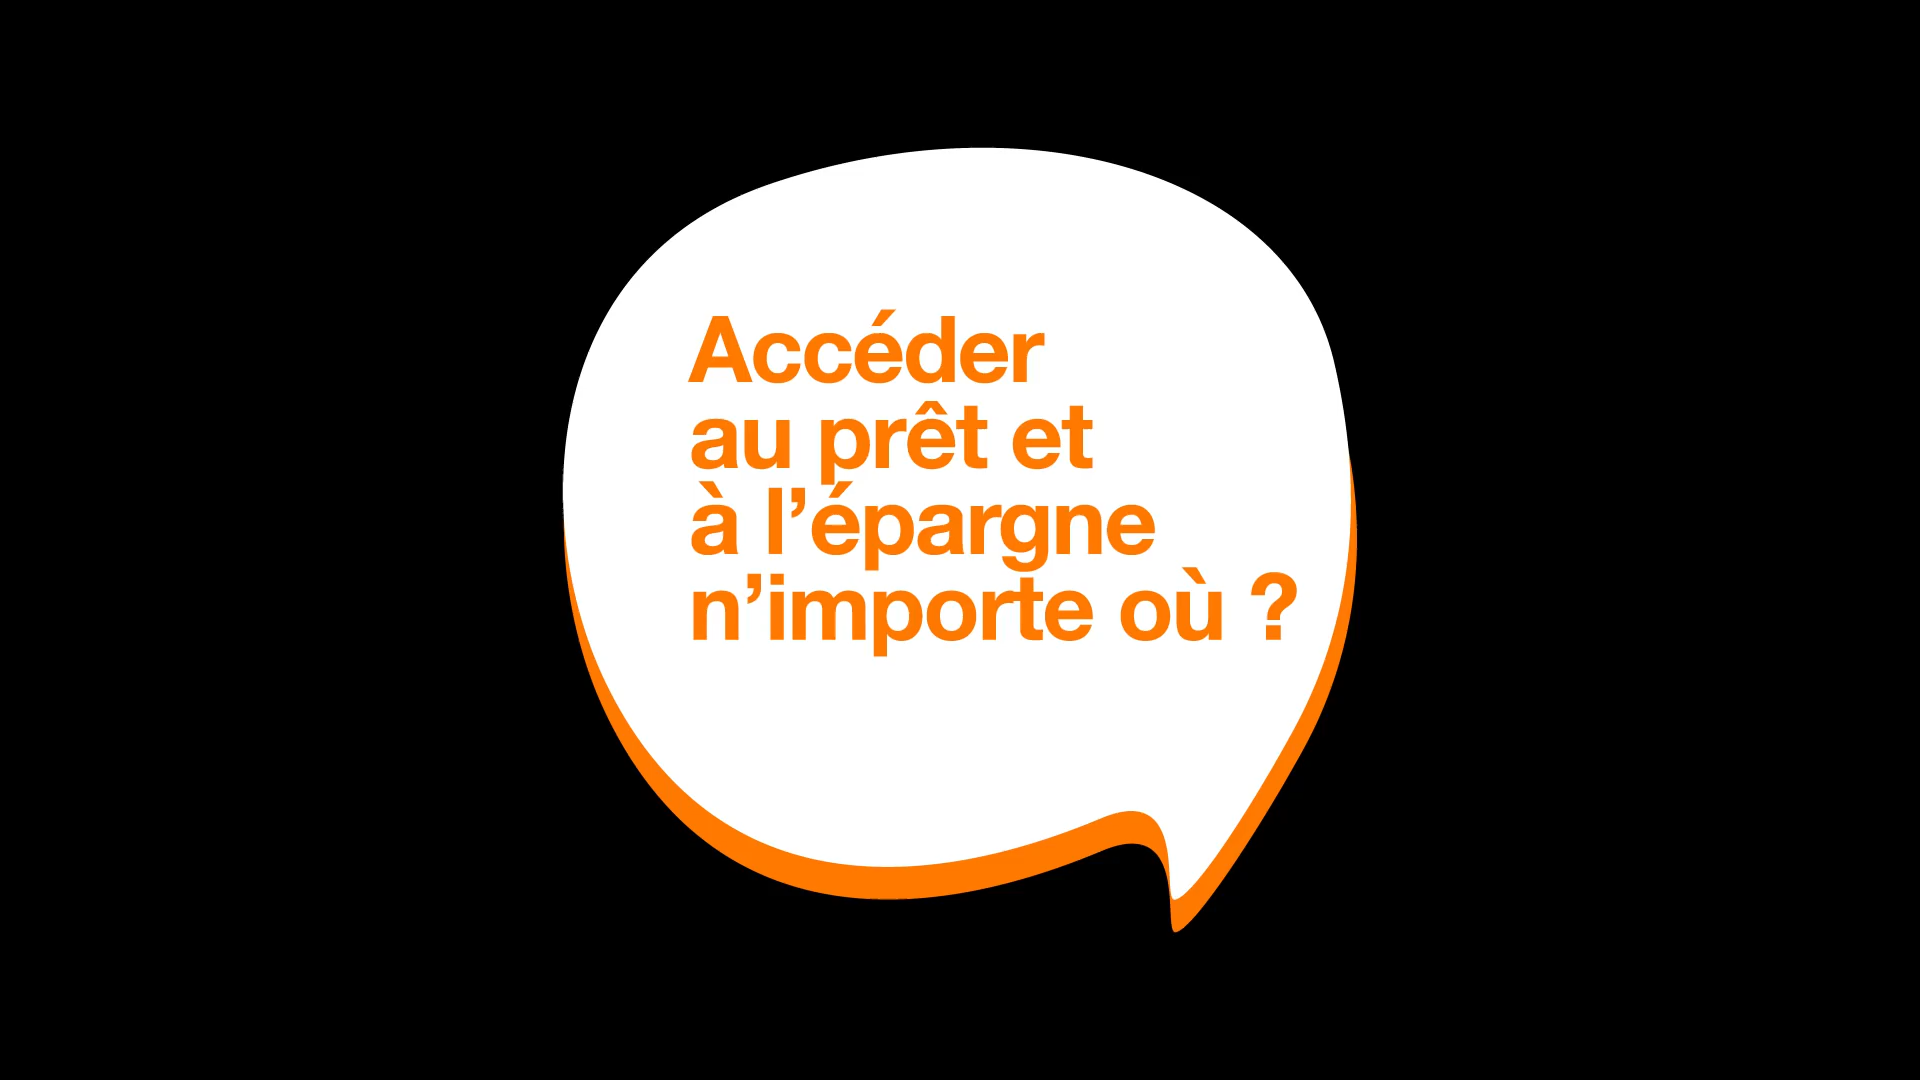 Accéder
au prêt et
à l’épargne
n’importe où ?